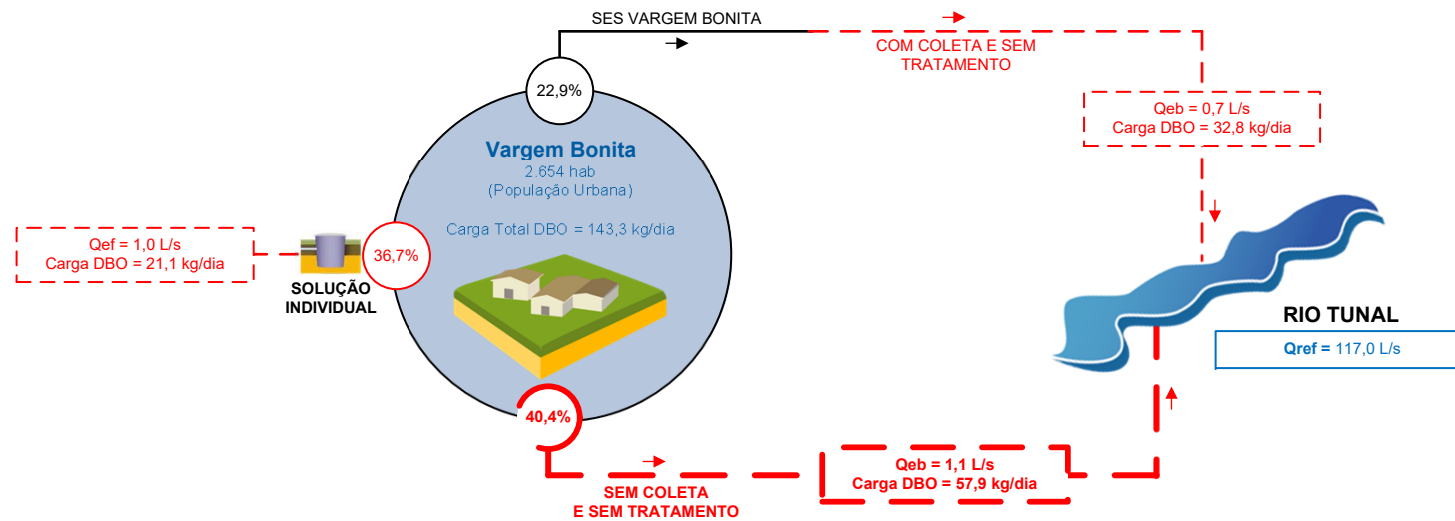 SES VARGEM BONITA
COM COLETA E SEM
TRATAMENTO
22,9%
Qeb = 0,7 L/s
Carga DBO = 32,8 kg/dia
Vargem Bonita
2.654 hab
(População Urbana)
Carga Total DBO = 143,3 kg/dia
Qef = 1,0 L/s
Carga DBO = 21,1 kg/dia
36,7%
SOLUÇÃO
INDIVIDUAL
RIO TUNAL
Qref = 117,0 L/s
40,4%
Qeb = 1,1 L/s
Carga DBO = 57,9 kg/dia
SEM COLETA
E SEM TRATAMENTO